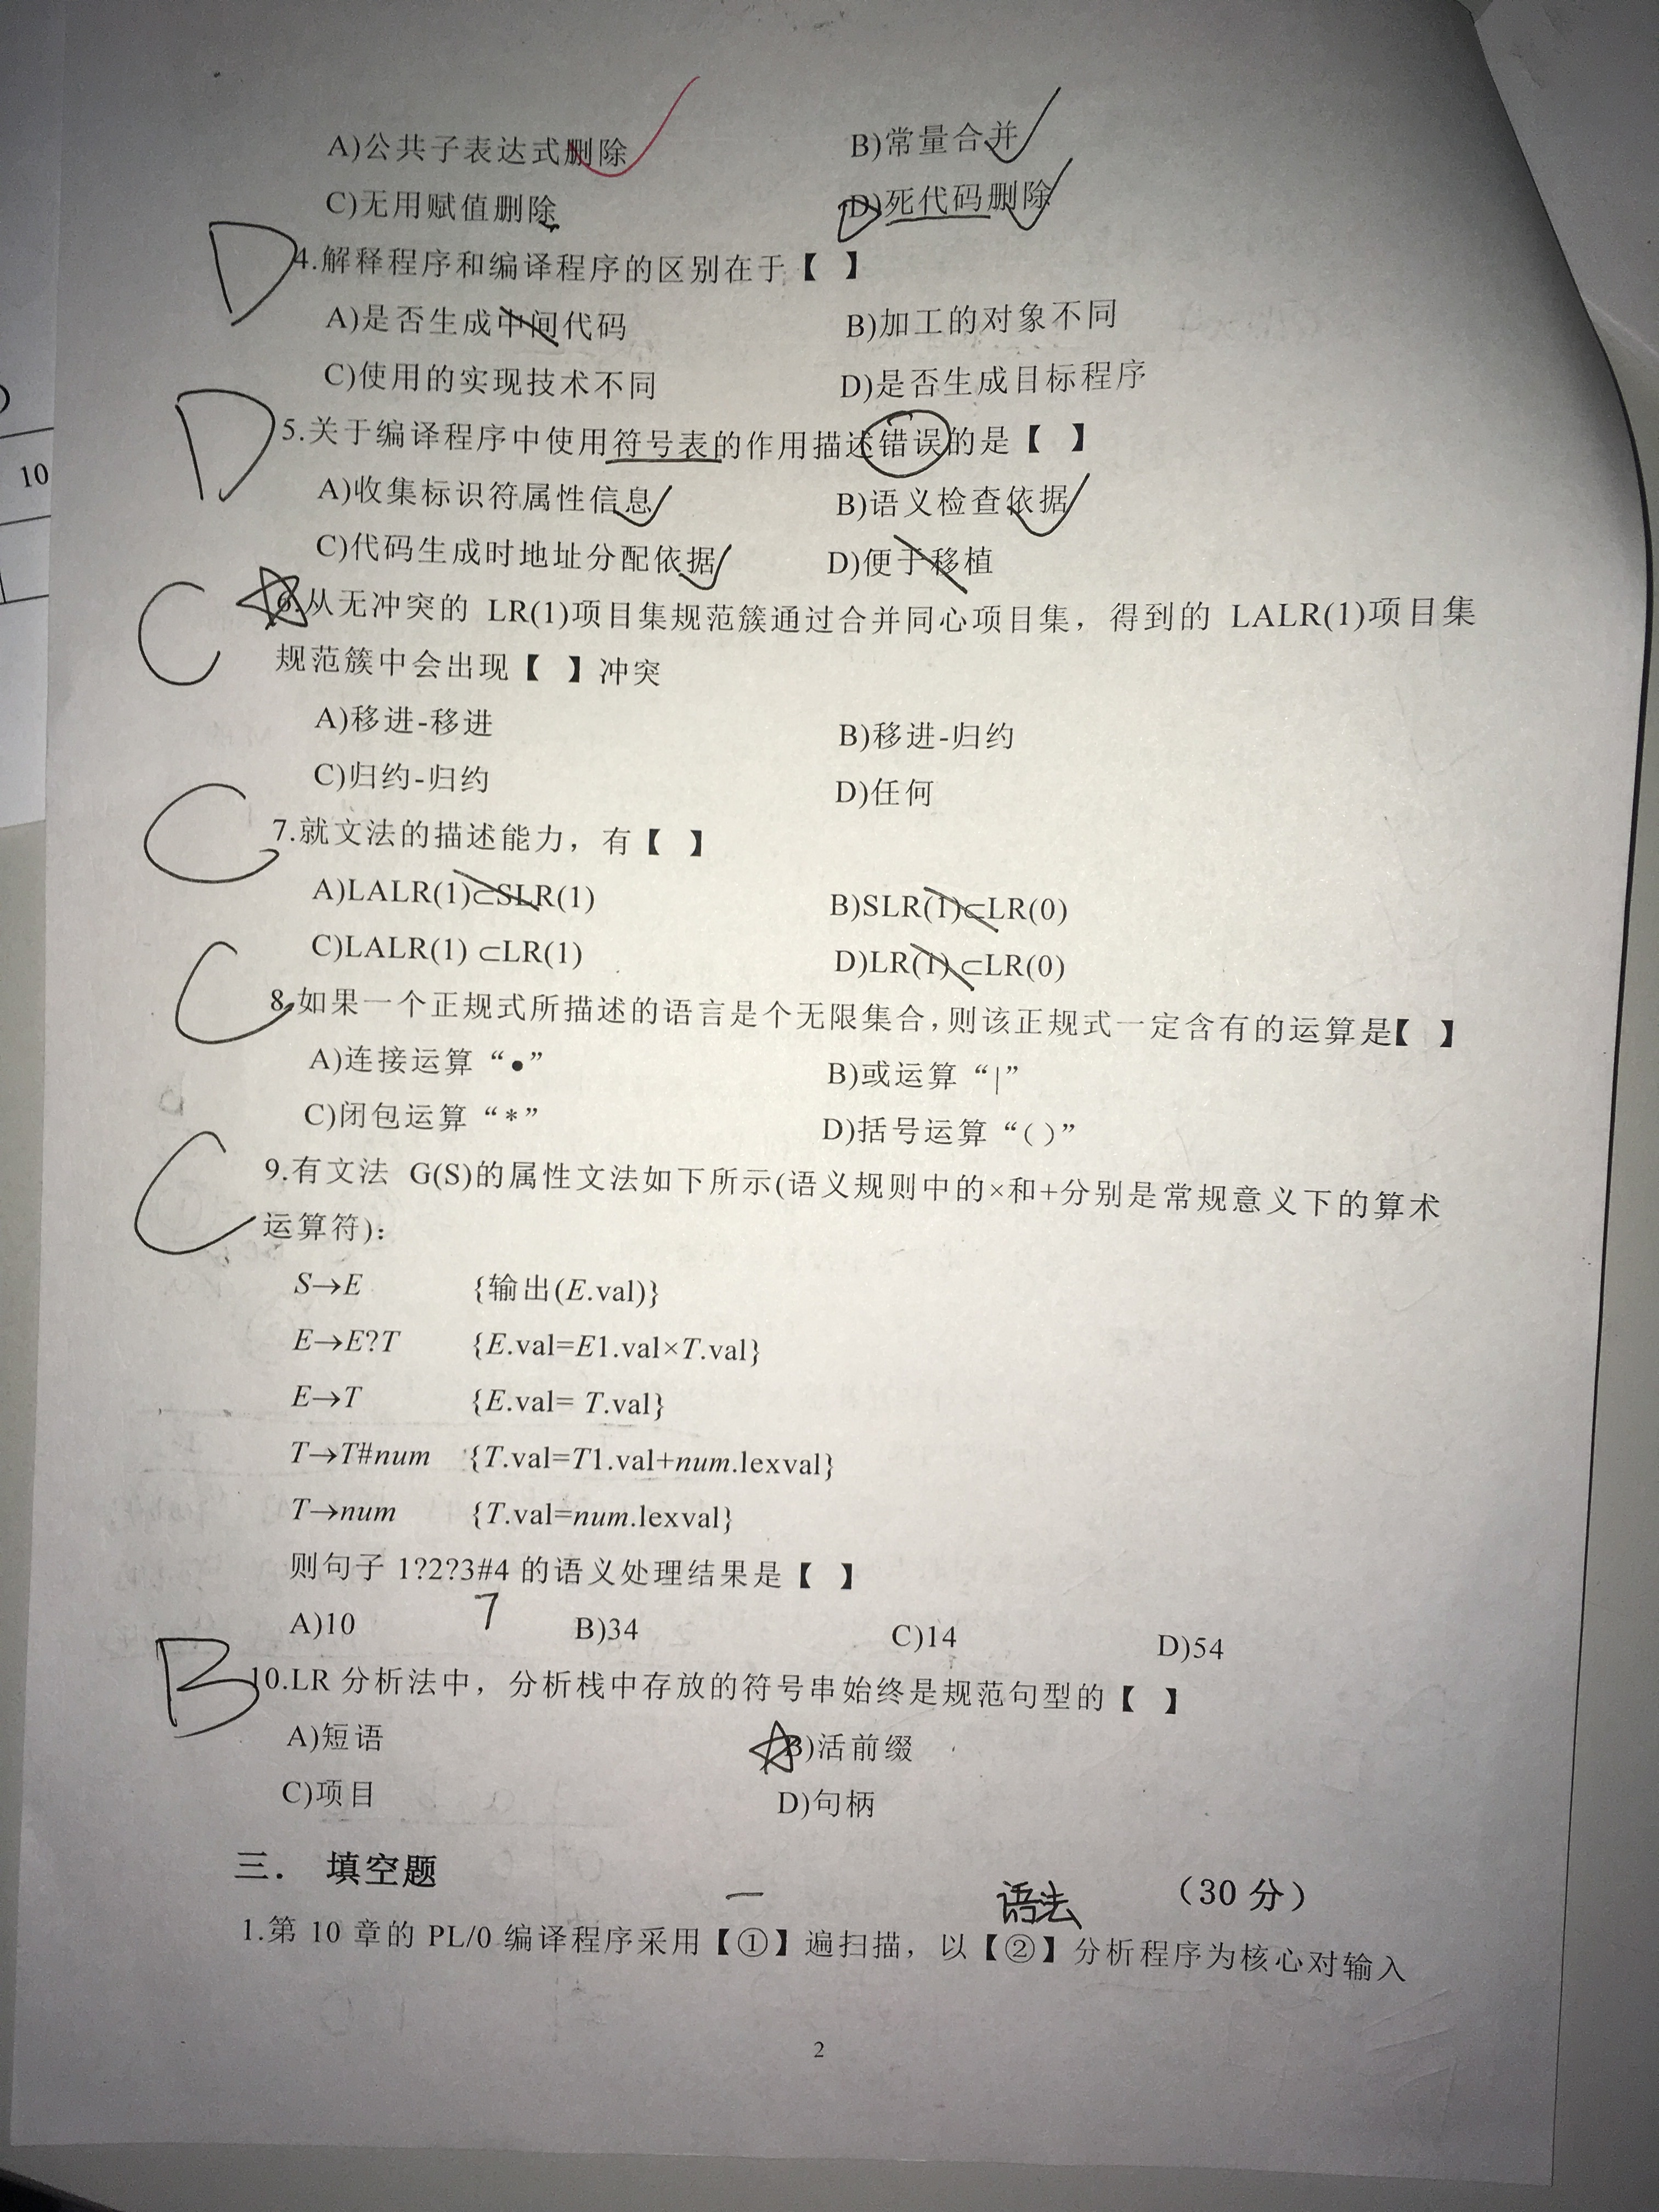 A)公共子表达式删除 B)常量合并
C)无用赋值删除 D)死代码删除
D 4.解释程序和编译程序的区别在于【 】
A)是否生成中间代码 B)加工的对象不同
C)使用的实现技术不同 D)是否生成目标程序
D 5.关于编译程序中使用符号表的作用描述错误的是【 】
A)收集标识符属性信息 B)语义检查依据
C)代码生成时地址分配依据 D)便于移植
C 6.从无冲突的 LR(1)项目集规范簇通过合并同心项目集，得到的 LALR(1)项目集
规范簇中会出现【 】冲突
A)移进-移进 B)移进-归约
C)归约-归约 D)任何
C 7.就文法的描述能力，有【 】
A)LALR(1)⊂SLR(1) B)SLR(1)⊂LR(0)
C)LALR(1) ⊂LR(1) D)LR(1) ⊂LR(0)
C 8.如果一个正规式所描述的语言是个无限集合,则该正规式一定含有的运算是【 】
A)连接运算“●” B)或运算“|”
C)闭包运算“*” D)括号运算“( )”
C 9.有文法 G(S)的属性文法如下所示(语义规则中的×和+分别是常规意义下的算术
运算符)：
S→E {输出(E.val)}
E→E?T {E.val=E1.val×T.val}
E→T {E.val= T.val}
T→T#num {T.val=T1.val+num.lexval}
T→num {T.val=num.lexval}
则句子 1?2?3#4 的语义处理结果是【 】
7
A)10 B)34 C)14 D)54
B 10.LR 分析法中，分析栈中存放的符号串始终是规范句型的【 】
A)短语 B)活前缀
C)项目 D)句柄
三． 填空题 （30 分）
一 语法
1.第 10 章的 PL/0 编译程序采用【①】遍扫描，以【②】分析程序为核心对输入
2
10